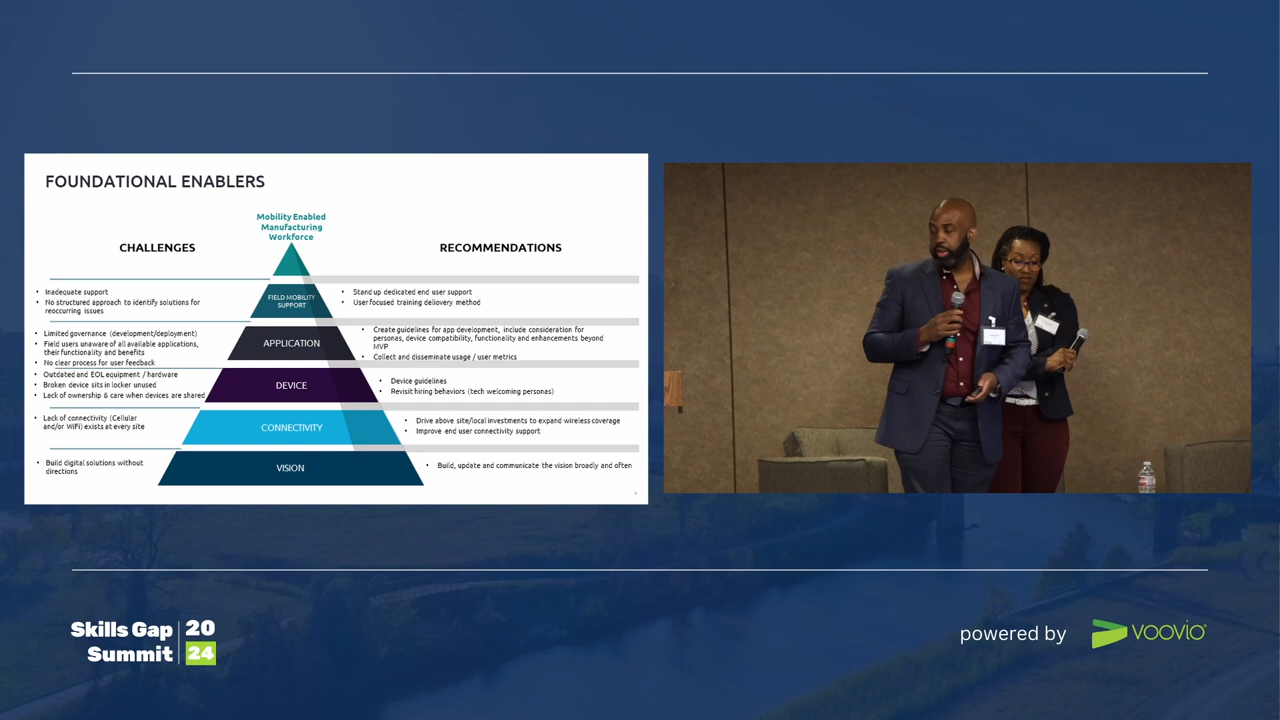 FOUNDATIONAL ENABLERS
Mobility Enabled
Manufacturing
Workforce
CHALLENGES
RECOMMENDATIONS
• Inadequate support
• No structured approach to identify solutions for
reoccurring issues
FIELD MOBILITY
SUPPORT
• Stand up dedicated end user support
• User focused training delivery method
• Limited governance (development/deployment)
• Field users unaware of all available applications,
their functionality and benefits
• No clear process for user feedback
APPLICATION
• Create guidelines for app development, include consideration for
personas, device compatibility, functionality and enhancements beyond
MVP
• Collect and disseminate usage / user metrics
• Outdated and EOL equipment / hardware
• Broken device sits in locker unused
• Lack of ownership & care when devices are shared
DEVICE
• Device guidelines
• Revisit hiring behaviors (tech welcoming personas)
• Lack of connectivity (Cellular
and/or WiFi) exists at every site
CONNECTIVITY
• Drive above site/local investments to expand wireless coverage
• Improve end user connectivity support
• Build digital solutions without
directions
VISION
• Build, update and communicate the vision broadly and often
Skills Gap
Summit
20
24
powered by
VOOVIO